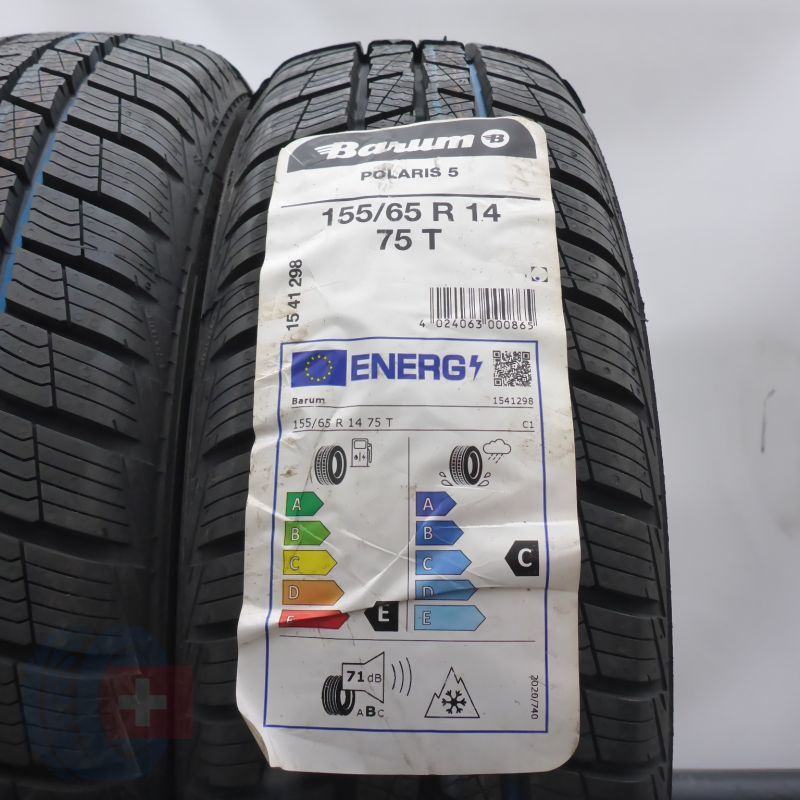 Barum B
POLARIS 5
155/65 R 14
75 T
15 41 298
4 024063 000865
ENERG
Barum 1541298
155/65 R 14 75 T C1
A
B
C
D
E
E
A
B
C
D
E
C
71 dB
ABC
2020/740